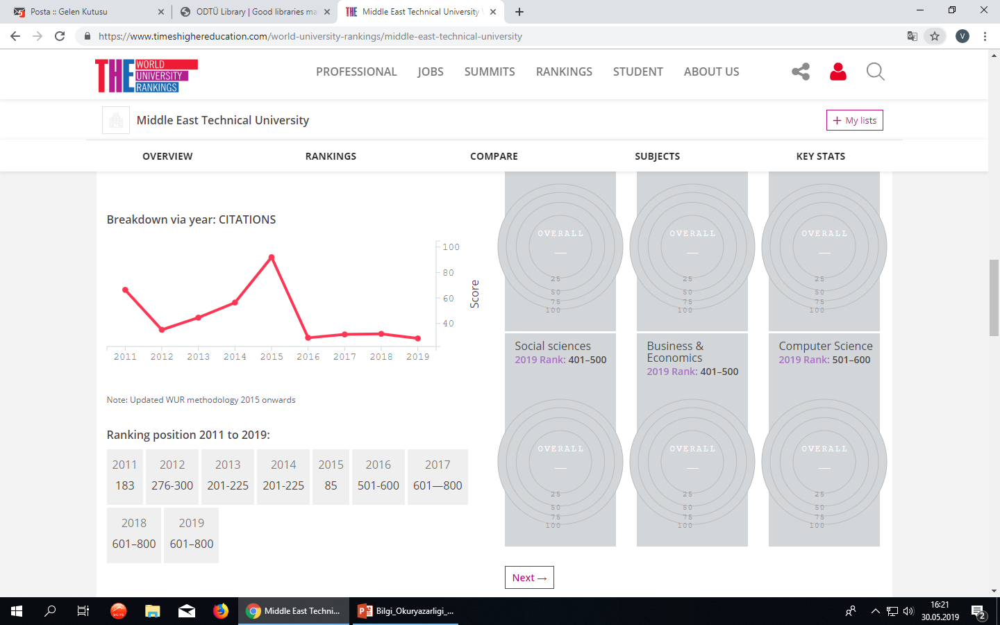 Posta :: Gelen Kutusu
ODTÜ Library | Good libraries ma
Middle East Technical University
https://www.timeshighereducation.com/world-university-rankings/middle-east-technical-university
V
THE WORLD UNIVERSITY RANKINGS
PROFESSIONAL JOBS SUMMITS RANKINGS STUDENT ABOUT US
Middle East Technical University
+ My lists
OVERVIEW RANKINGS COMPARE SUBJECTS KEY STATS
Breakdown via year: CITATIONS
100
80
60
40
Score
2011 2012 2013 2014 2015 2016 2017 2018 2019
Note: Updated WUR methodology 2015 onwards
Ranking position 2011 to 2019:
2011 2012 2013 2014 2015 2016 2017
183 276-300 201-225 201-225 85 501-600 601—800
2018 2019
601–800 601–800
OVERALL OVERALL OVERALL
— — —
25 25 25
50 50 50
75 75 75
100 100 100
Social sciences
2019 Rank: 401–500
Business &
Economics
2019 Rank: 401–500
Computer Science
2019 Rank: 501–600
OVERALL OVERALL OVERALL
— — —
25 25 25
50 50 50
75 75 75
100 100 100
Next →
Middle East Techni...
Bilgi_Okuryazarligi_...
16:21
30.05.2019
2